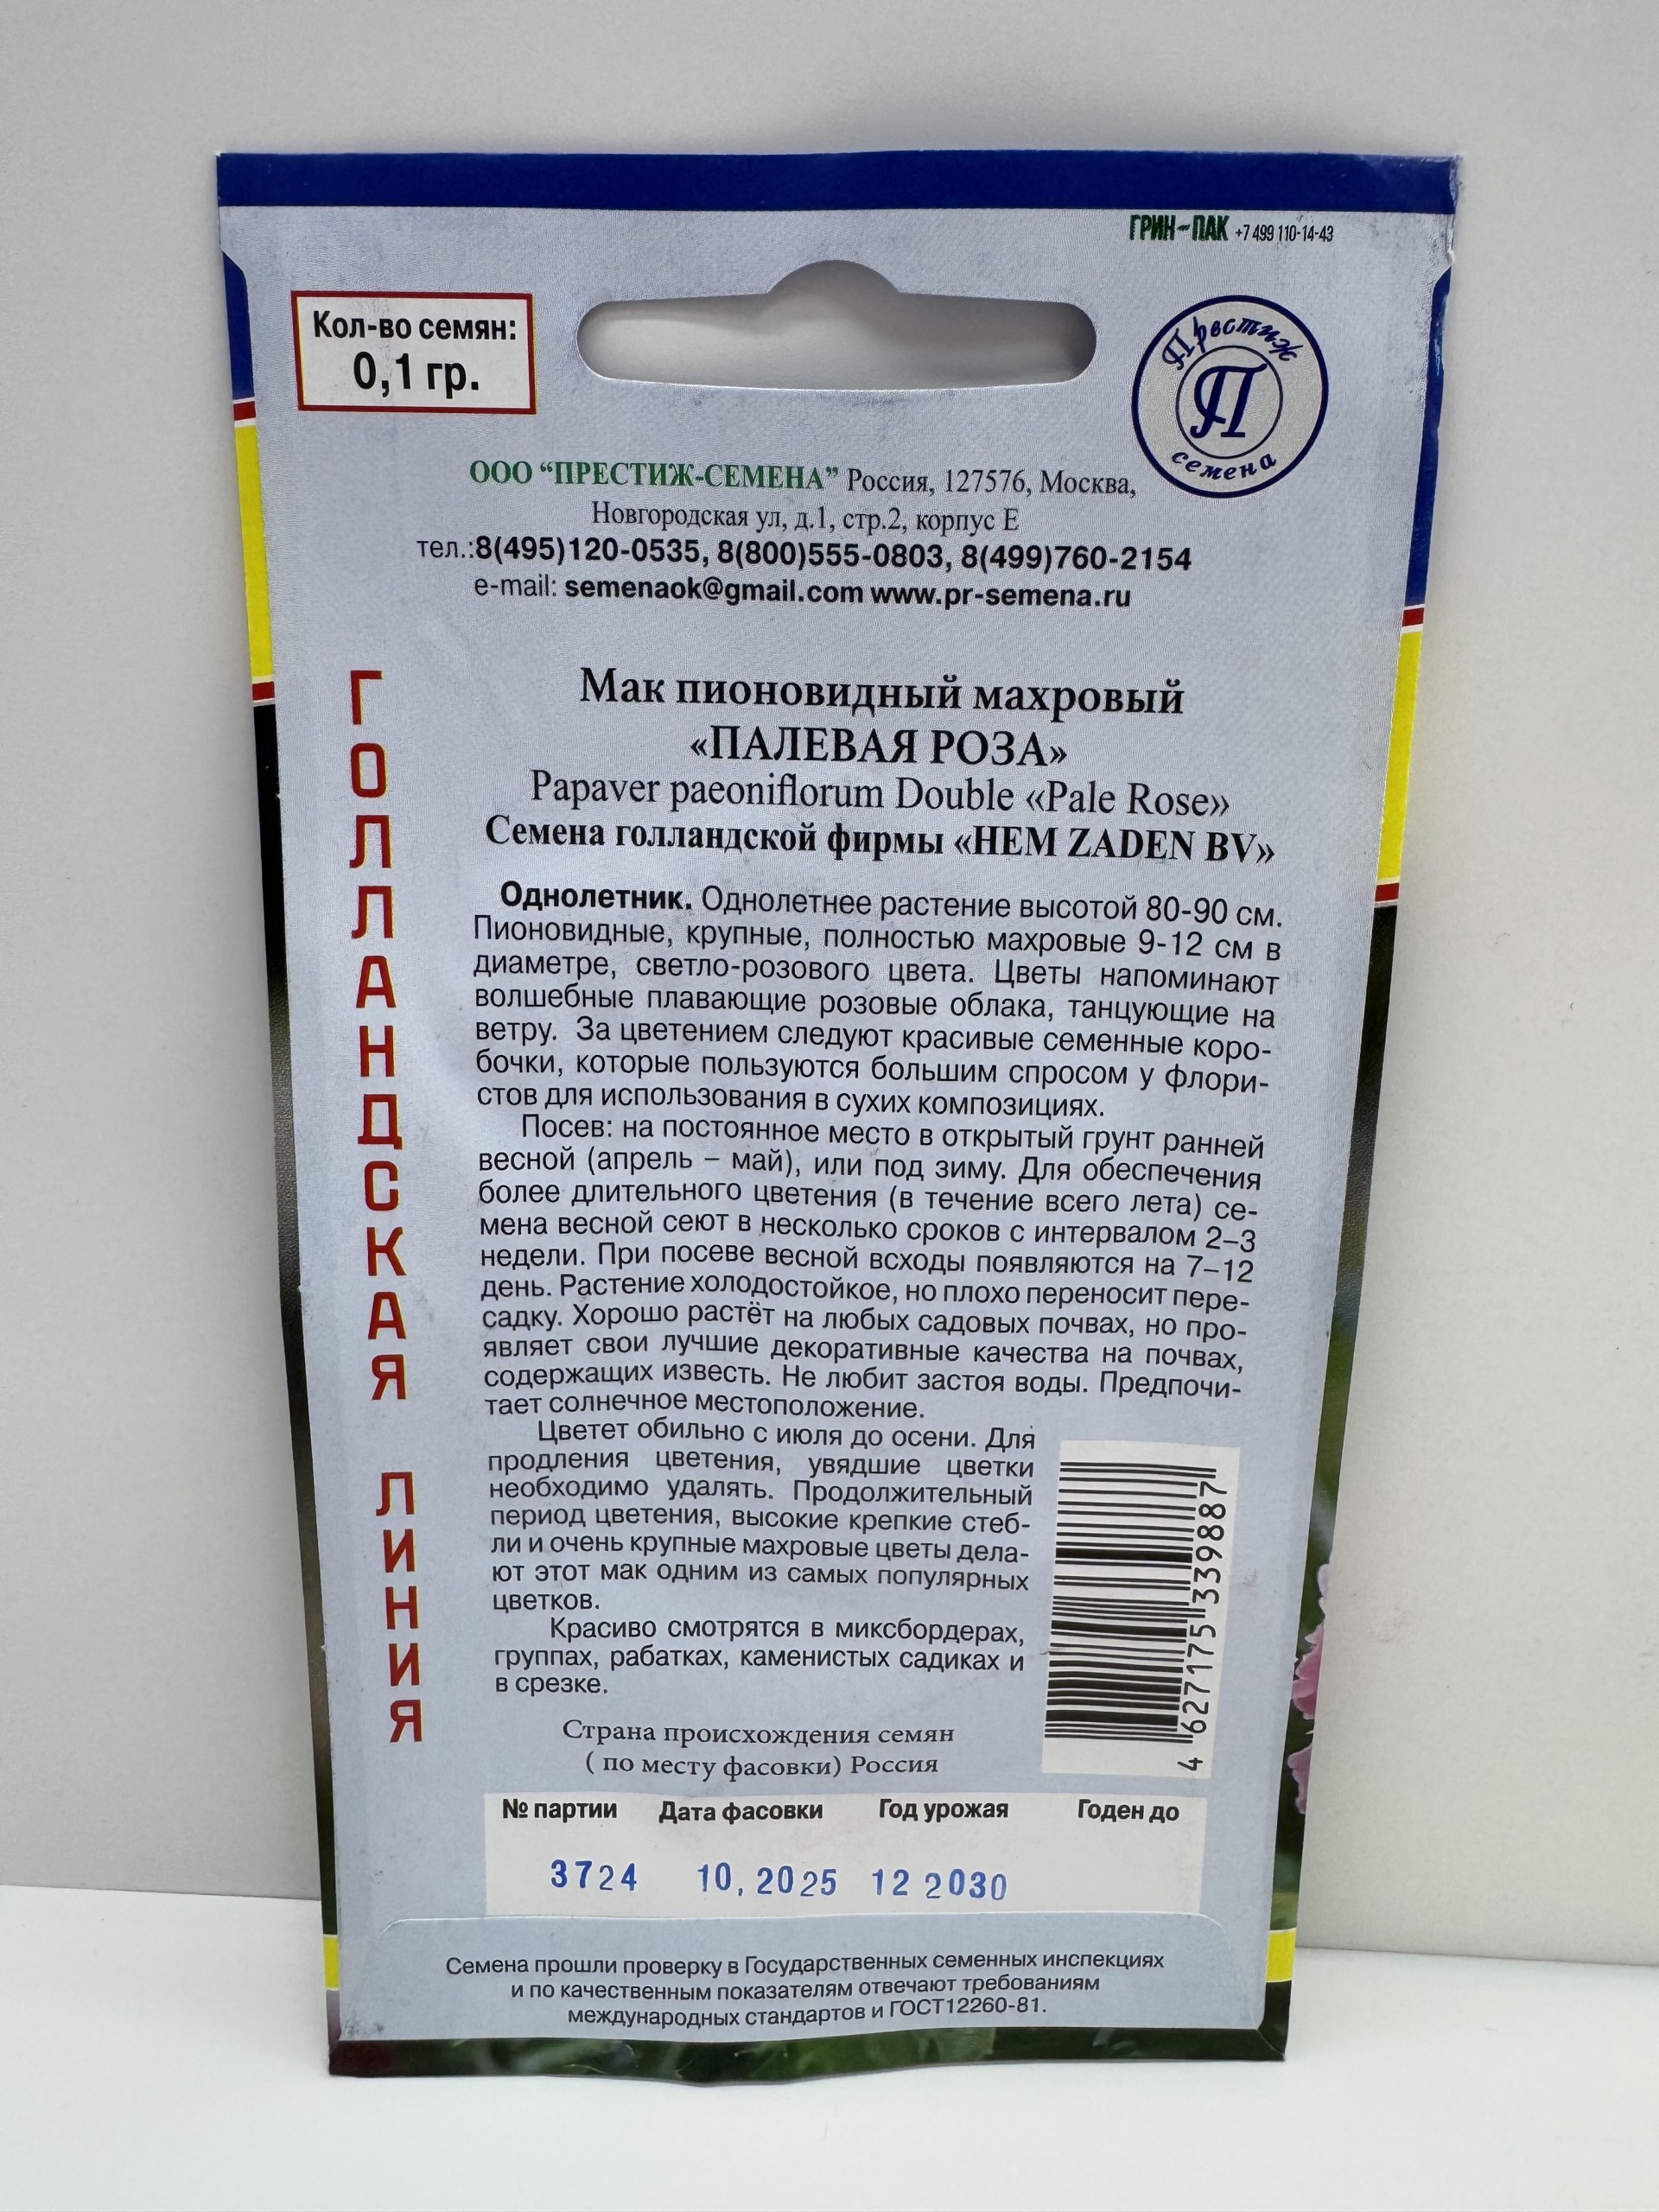 ГРИН-ПАК +7 499 110-14-43
Кол-во семян:
0,1 гр.
Престиж
П
семена
ООО “ПРЕСТИЖ-СЕМЕНА” Россия, 127576, Москва,
Новгородская ул, д.1, стр.2, корпус Е
тел.:8(495)120-0535, 8(800)555-0803, 8(499)760-2154
e-mail: semenaok@gmail.com www.pr-semena.ru
ГОЛЛАНДСКАЯ ЛИНИЯ
Мак пионовидный махровый
«ПАЛЕВАЯ РОЗА»
Papaver paeoniflorum Double «Pale Rose»
Семена голландской фирмы «HEM ZADEN BV»
Однолетник. Однолетнее растение высотой 80-90 см.
Пионовидные, крупные, полностью махровые 9-12 см в
диаметре, светло-розового цвета. Цветы напоминают
волшебные плавающие розовые облака, танцующие на
ветру. За цветением следуют красивые семенные коро-
бочки, которые пользуются большим спросом у флори-
стов для использования в сухих композициях.
Посев: на постоянное место в открытый грунт ранней
весной (апрель – май), или под зиму. Для обеспечения
более длительного цветения (в течение всего лета) се-
мена весной сеют в несколько сроков с интервалом 2–3
недели. При посеве весной всходы появляются на 7–12
день. Растение холодостойкое, но плохо переносит пере-
садку. Хорошо растёт на любых садовых почвах, но про-
являет свои лучшие декоративные качества на почвах,
содержащих известь. Не любит застоя воды. Предпочи-
тает солнечное местоположение.
Цветет обильно с июля до осени. Для
продления цветения, увядшие цветки
необходимо удалять. Продолжительный
период цветения, высокие крепкие стеб-
ли и очень крупные махровые цветы дела-
ют этот мак одним из самых популярных
цветков.
Красиво смотрятся в миксбордерах,
группах, рабатках, каменистых садиках и
в срезке.
4 627175 339887
Страна происхождения семян
( по месту фасовки) Россия
№ партии Дата фасовки Год урожая Годен до
3724 10, 2025 12 2030
Семена прошли проверку в Государственных семенных инспекциях
и по качественным показателям отвечают требованиям
международных стандартов и ГОСТ12260-81.